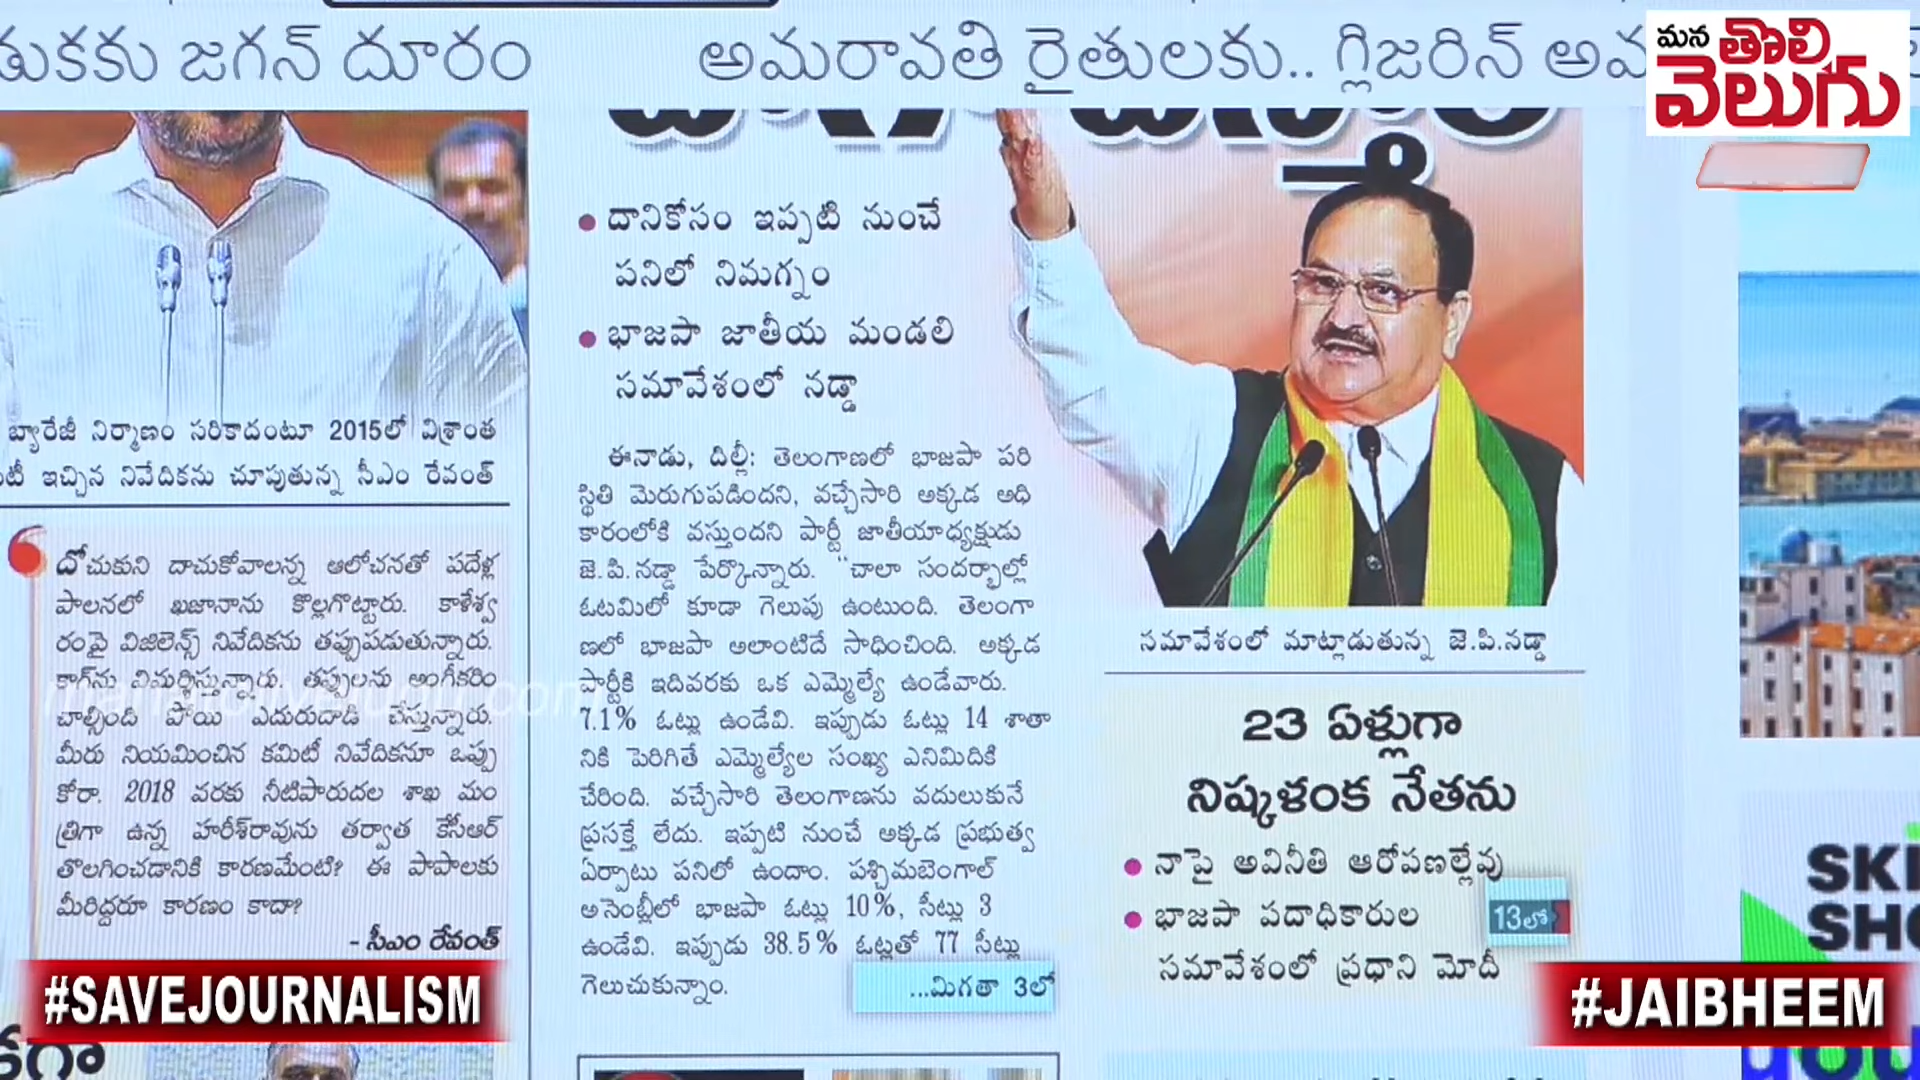 డుకకు జగన్ దూరం
అమరావతి రైతులకు.. గ్లిజరిన్ అవ
మన తొలి
వెలుగు
బ్యారేజీ నిర్మాణం సరికాదంటూ 2015లో విశ్రాంత
టీ ఇచ్చిన నివేదికను చూపుతున్న సీఎం రేవంత్
దోచుకుని దాచుకోవాలన్న ఆలోచనతో పదేళ్ల
పాలనలో ఖజానాను కొల్లగొట్టారు. కాళేశ్వ
రంపై విజిలెన్స్ నివేదికను తప్పుపడుతున్నారు.
కాగ్‌ను విమర్శిస్తున్నారు. తప్పులను అంగీకరిం
చాల్సింది పోయి ఎదురుదాడి చేస్తున్నారు.
మీరు నియమించిన కమిటీ నివేదికనూ ఒప్పు
కోరా. 2018 వరకు నీటిపారుదల శాఖ మం
త్రిగా ఉన్న హరీశ్‌రావును తర్వాత కేసీఆర్
తొలగించడానికి కారణమేంటి? ఈ పాపాలకు
మీరిద్దరూ కారణం కాదా?
- సీఎం రేవంత్
• దానికోసం ఇప్పటి నుంచే
పనిలో నిమగ్నం
• భాజపా జాతీయ మండలి
సమావేశంలో నడ్డా
ఈనాడు, దిల్లీ: తెలంగాణలో భాజపా పరి
స్థితి మెరుగుపడిందని, వచ్చేసారి అక్కడ అధి
కారంలోకి వస్తుందని పార్టీ జాతీయాధ్యక్షుడు
జె.పి.నడ్డా పేర్కొన్నారు. "చాలా సందర్భాల్లో
ఓటమిలో కూడా గెలుపు ఉంటుంది. తెలంగా
ణలో భాజపా అలాంటిదే సాధించింది. అక్కడ
పార్టీకి ఇదివరకు ఒక ఎమ్మెల్యే ఉండేవారు.
7.1% ఓట్లు ఉండేవి. ఇప్పుడు ఓట్లు 14 శాతా
నికి పెరిగితే ఎమ్మెల్యేల సంఖ్య ఎనిమిదికి
చేరింది. వచ్చేసారి తెలంగాణను వదులుకునే
ప్రసక్తే లేదు. ఇప్పటి నుంచే అక్కడ ప్రభుత్వ
ఏర్పాటు పనిలో ఉందాం. పశ్చిమబెంగాల్
అసెంబ్లీలో భాజపా ఓట్లు 10%, సీట్లు 3
ఉండేవి. ఇప్పుడు 38.5% ఓట్లతో 77 సీట్లు
గెలుచుకున్నాం.
...మిగతా 3లో
సమావేశంలో మాట్లాడుతున్న జె.పి.నడ్డా
23 ఏళ్లుగా
నిష్కళంక నేతను
• నాపై అవినీతి ఆరోపణల్లేవు
• భాజపా పదాధికారుల
సమావేశంలో ప్రధాని మోదీ
13లో
SKI
SHO
#SAVEJOURNALISM
#JAIBHEEM